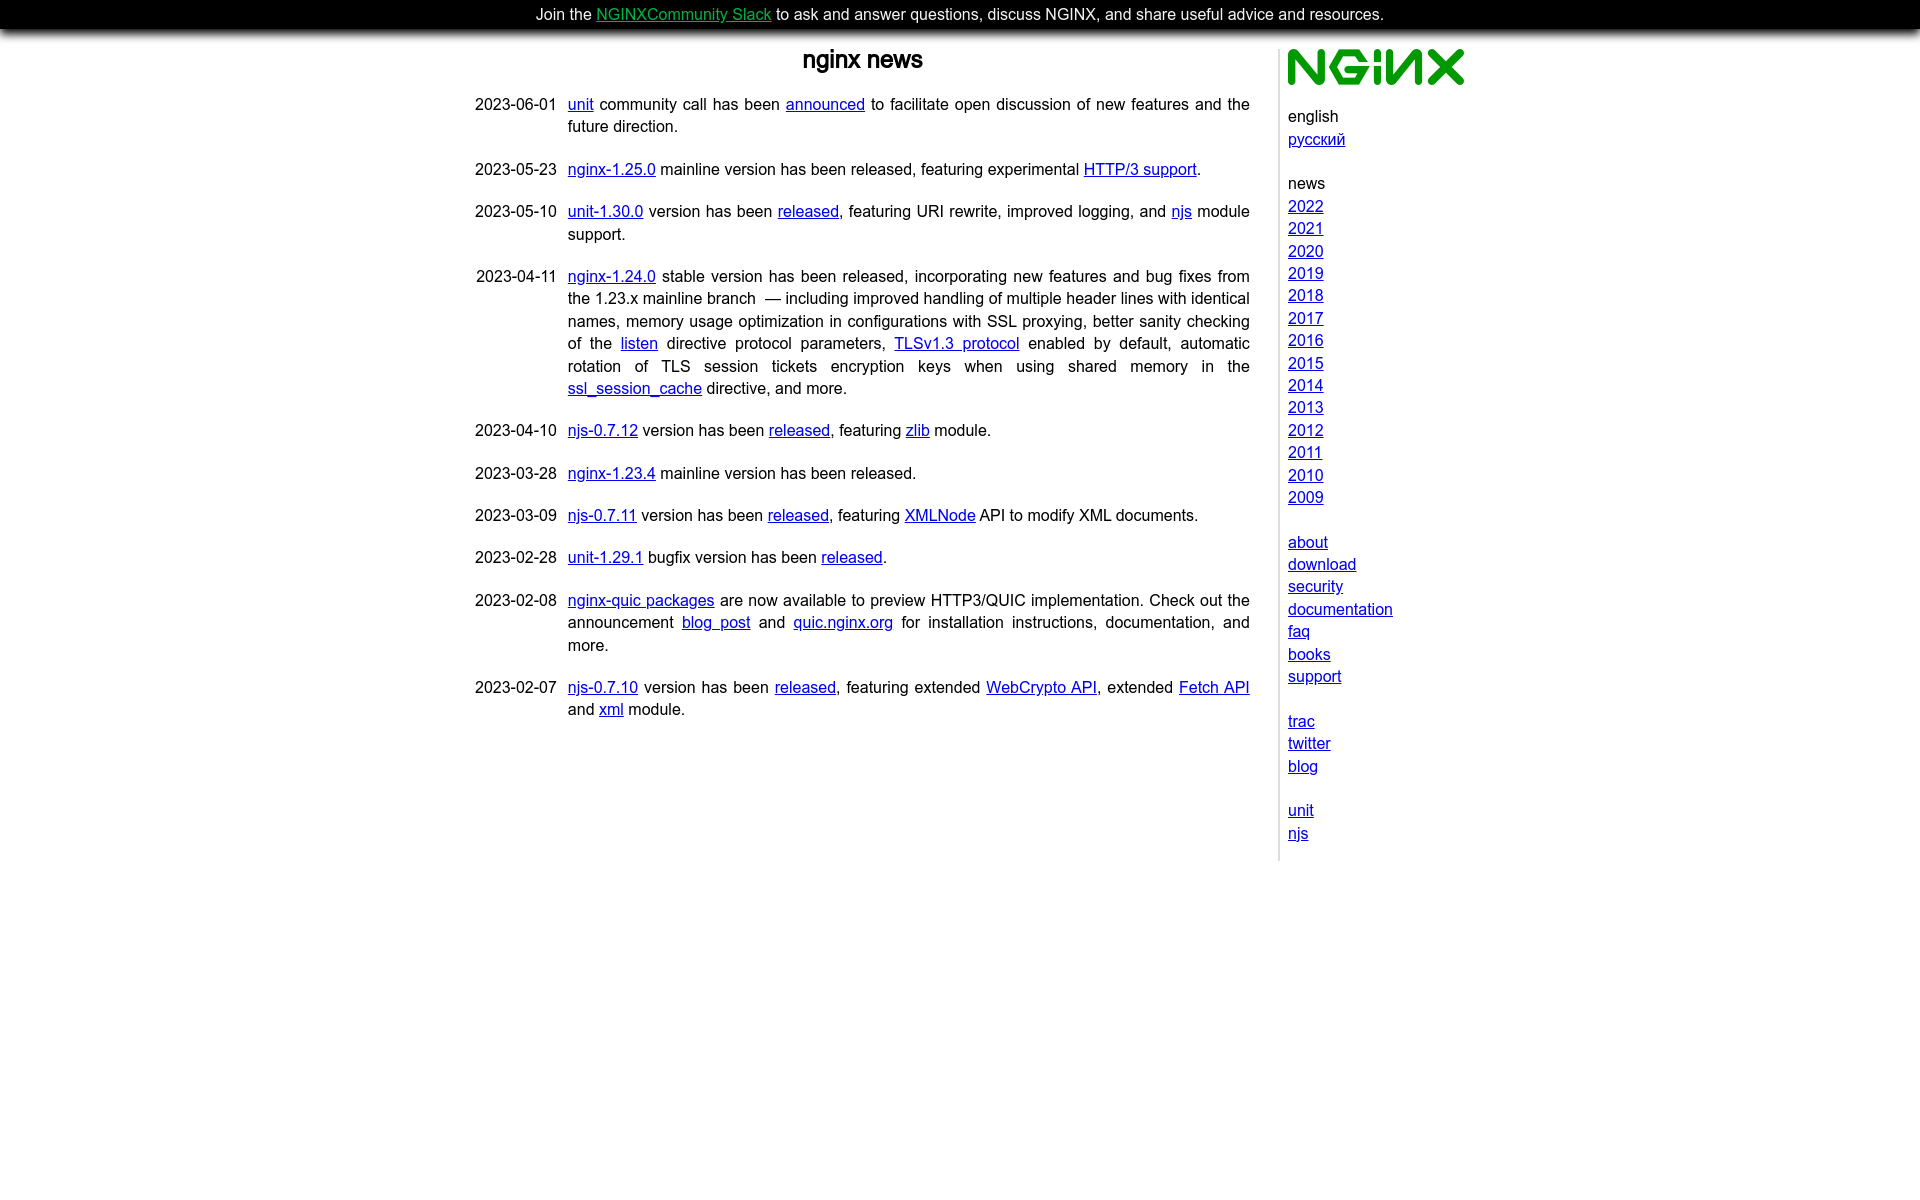 Join the NGINXCommunity Slack to ask and answer questions, discuss NGINX, and share useful advice and resources.
nginx news
2023-06-01 unit community call has been announced to facilitate open discussion of new features and the
future direction.
2023-05-23 nginx-1.25.0 mainline version has been released, featuring experimental HTTP/3 support.
2023-05-10 unit-1.30.0 version has been released, featuring URI rewrite, improved logging, and njs module
support.
2023-04-11 nginx-1.24.0 stable version has been released, incorporating new features and bug fixes from
the 1.23.x mainline branch — including improved handling of multiple header lines with identical
names, memory usage optimization in configurations with SSL proxying, better sanity checking
of the listen directive protocol parameters, TLSv1.3 protocol enabled by default, automatic
rotation of TLS session tickets encryption keys when using shared memory in the
ssl_session_cache directive, and more.
2023-04-10 njs-0.7.12 version has been released, featuring zlib module.
2023-03-28 nginx-1.23.4 mainline version has been released.
2023-03-09 njs-0.7.11 version has been released, featuring XMLNode API to modify XML documents.
2023-02-28 unit-1.29.1 bugfix version has been released.
2023-02-08 nginx-quic packages are now available to preview HTTP3/QUIC implementation. Check out the
announcement blog post and quic.nginx.org for installation instructions, documentation, and
more.
2023-02-07 njs-0.7.10 version has been released, featuring extended WebCrypto API, extended Fetch API
and xml module.
NGINX
english
русский
news
2022
2021
2020
2019
2018
2017
2016
2015
2014
2013
2012
2011
2010
2009
about
download
security
documentation
faq
books
support
trac
twitter
blog
unit
njs